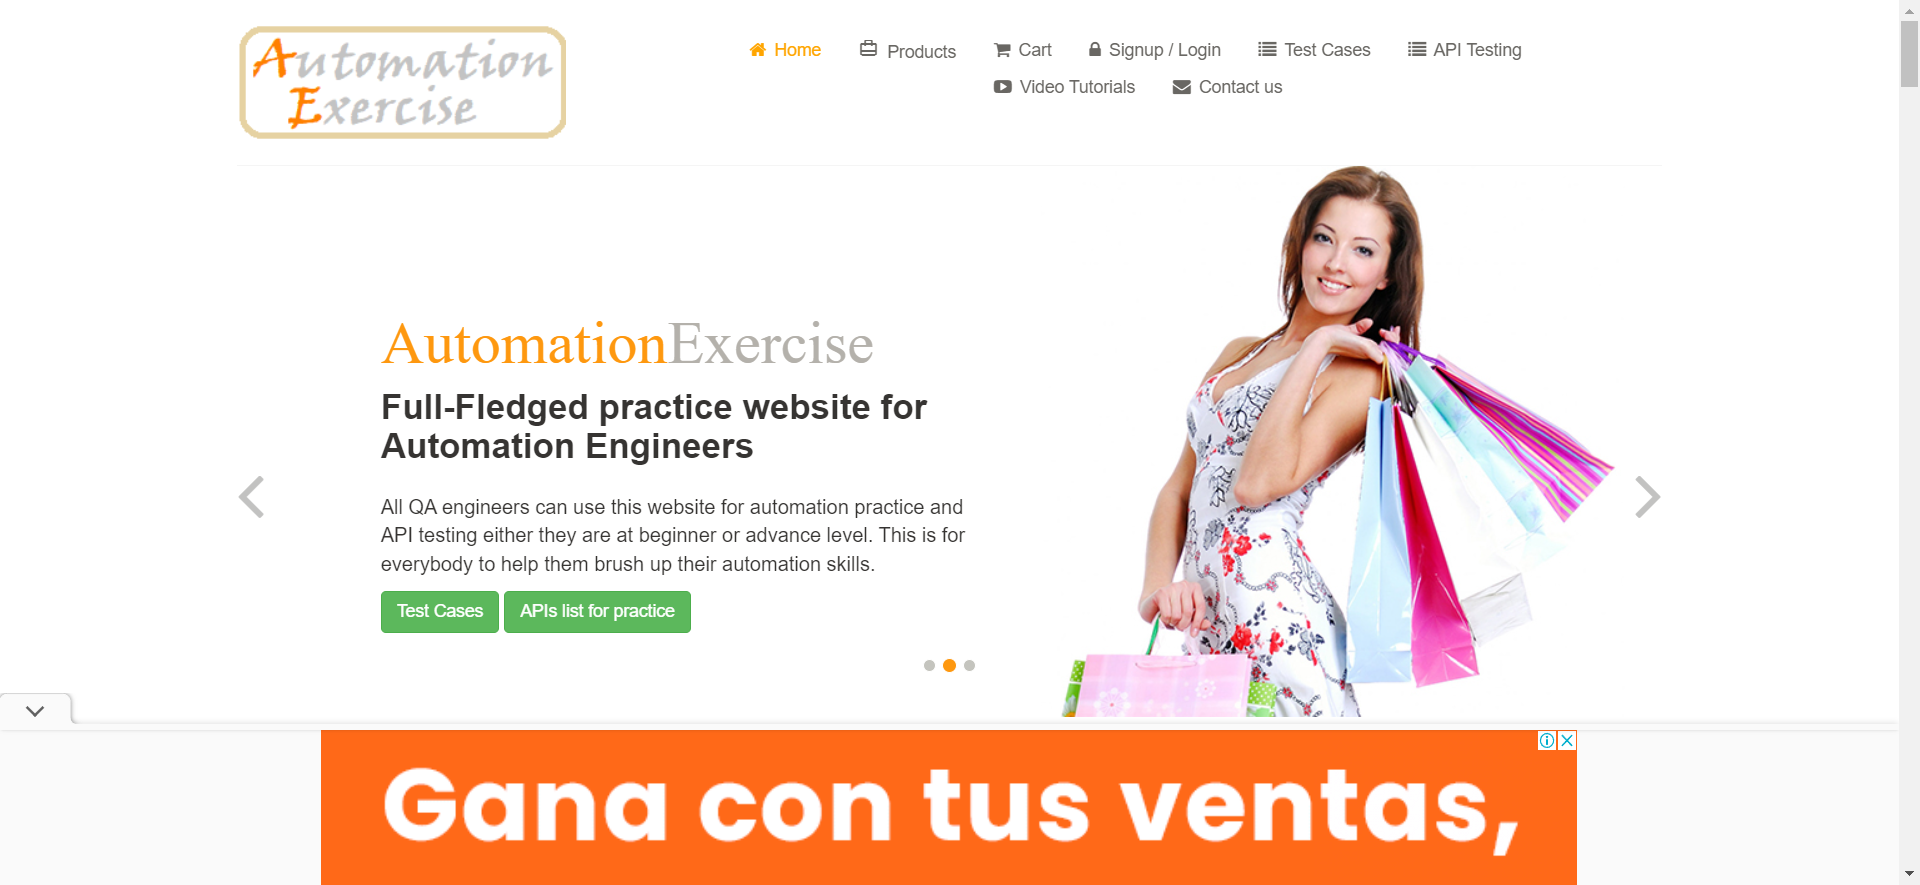 Automation
Exercise
Home
Products
Cart
Signup / Login
Test Cases
API Testing
Video Tutorials
Contact us
AutomationExercise
Full-Fledged practice website for
Automation Engineers
All QA engineers can use this website for automation practice and
API testing either they are at beginner or advance level. This is for
everybody to help them brush up their automation skills.
Test Cases
APIs list for practice
Gana con tus ventas,